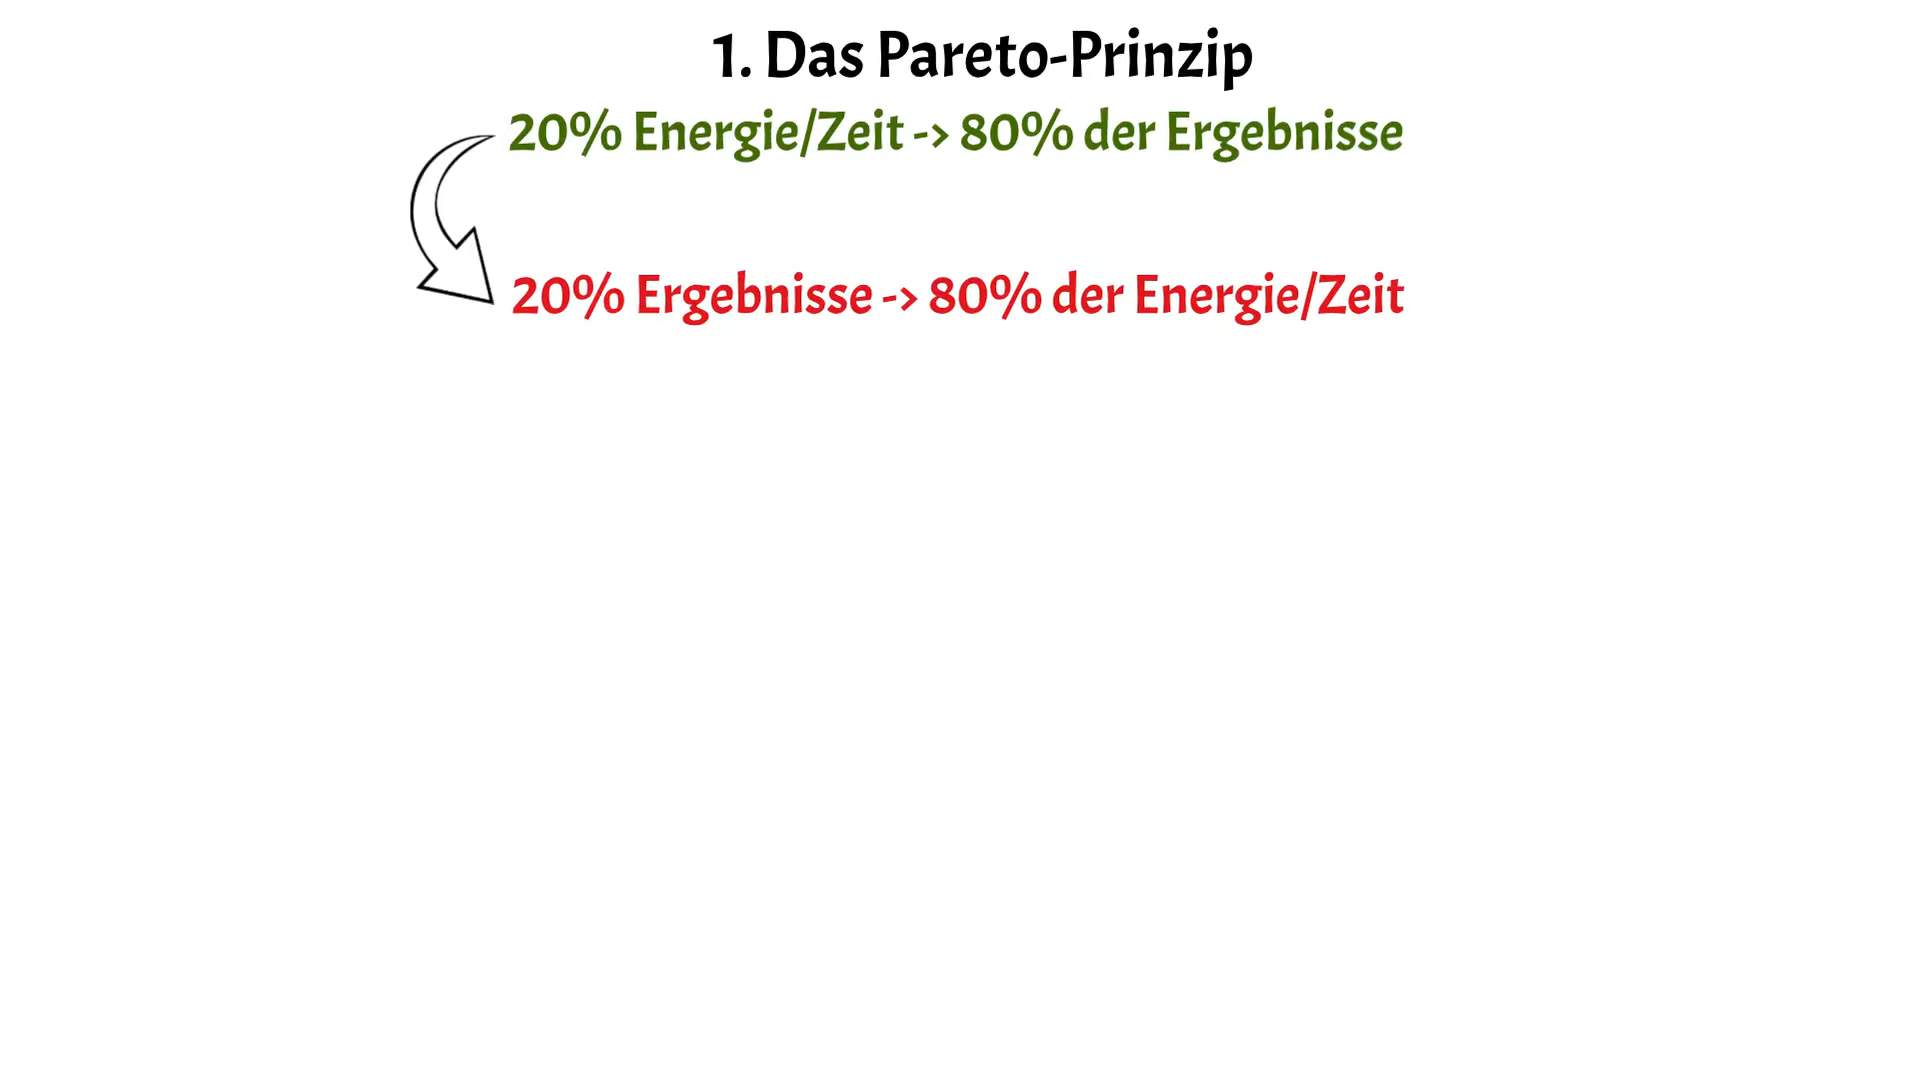 1. Das Pareto-Prinzip
20% Energie/Zeit -> 80% der Ergebnisse
20% Ergebnisse -> 80% der Energie/Zeit